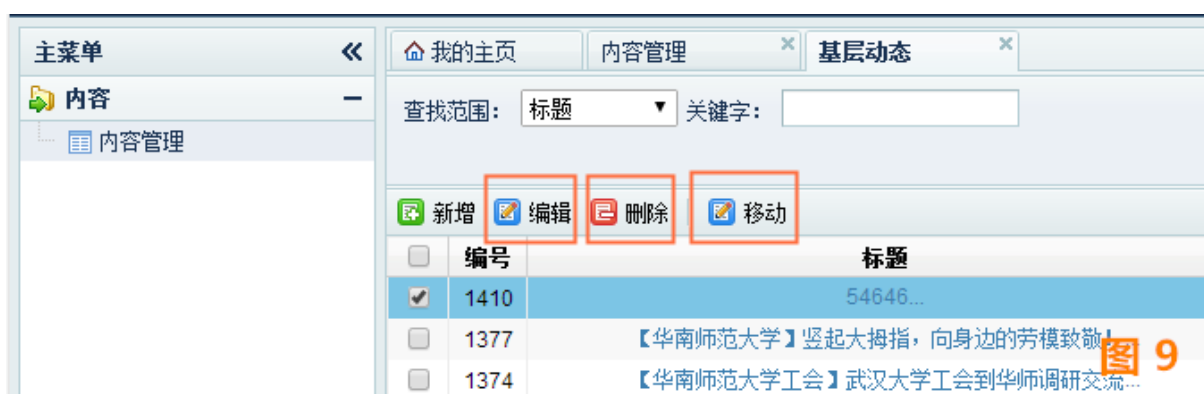 主菜单 «
内容 −
内容管理
我的主页 内容管理 × 基层动态 ×
查找范围： 标题 ▼ 关键字：
新增 编辑 删除 移动
编号 标题
1410 54646...
1377 【华南师范大学】竖起大拇指，向身边的劳模致敬！
1374 【华南师范大学工会】武汉大学工会到华师调研交流...
图 9